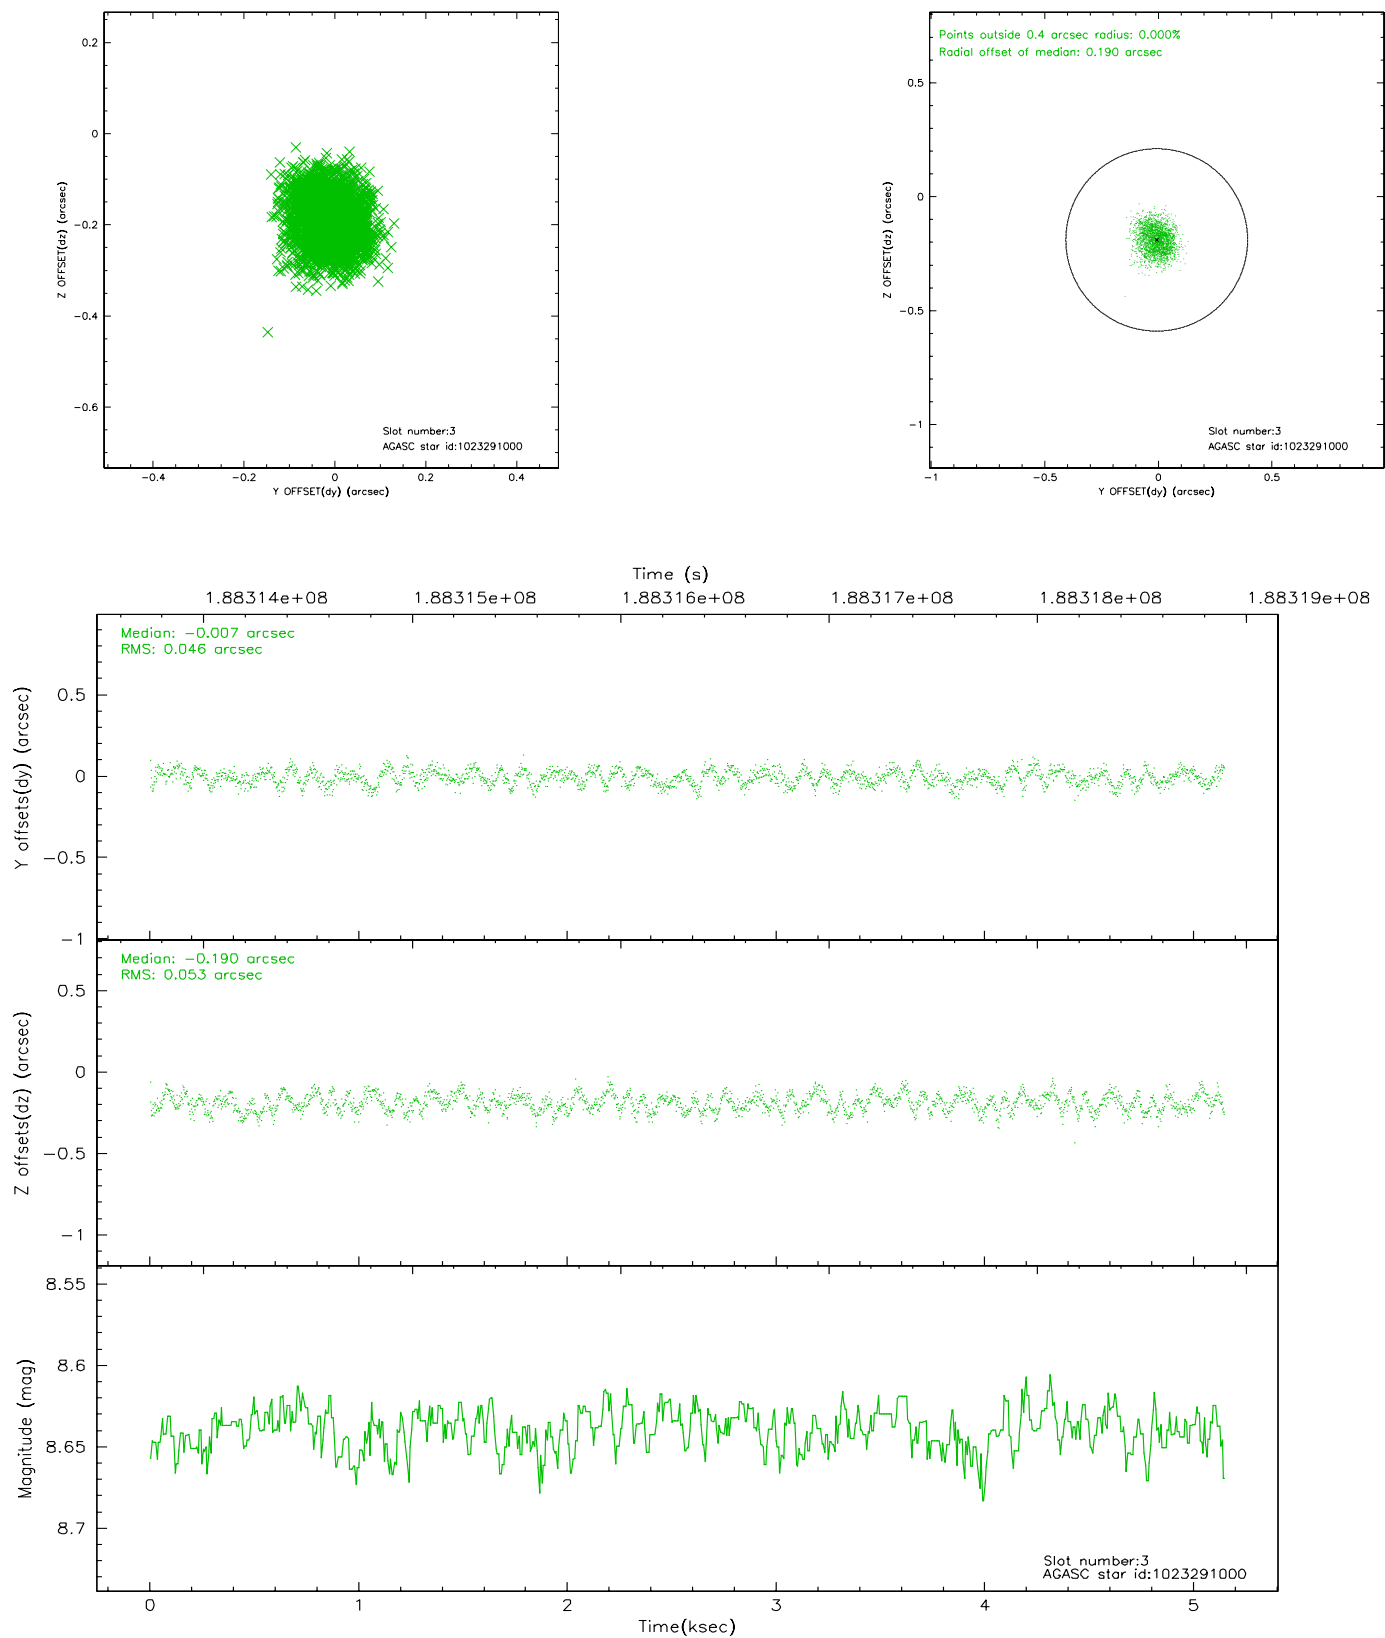 0.2
0
−0.2
−0.4
−0.6
−0.4
−0.2
0
0.2
0.4
Z OFFSET(dz) (arcsec)
Y OFFSET(dy) (arcsec)
Slot number:3
AGASC star id:1023291000
Points outside 0.4 arcsec radius: 0.000%
Radial offset of median: 0.190 arcsec
0.5
0
−0.5
−1
−1
−0.5
0
0.5
Z OFFSET(dz) (arcsec)
Y OFFSET(dy) (arcsec)
Slot number:3
AGASC star id:1023291000
Time (s)
1.88314e+08
1.88315e+08
1.88316e+08
1.88317e+08
1.88318e+08
1.88319e+08
Median: −0.007 arcsec
RMS: 0.046 arcsec
0.5
0
−0.5
−1
Y offsets(dy) (arcsec)
Median: −0.190 arcsec
RMS: 0.053 arcsec
0.5
0
−0.5
−1
Z offsets(dz) (arcsec)
8.55
8.6
8.65
8.7
Magnitude (mag)
Slot number:3
AGASC star id:1023291000
0
1
2
3
4
5
Time(ksec)